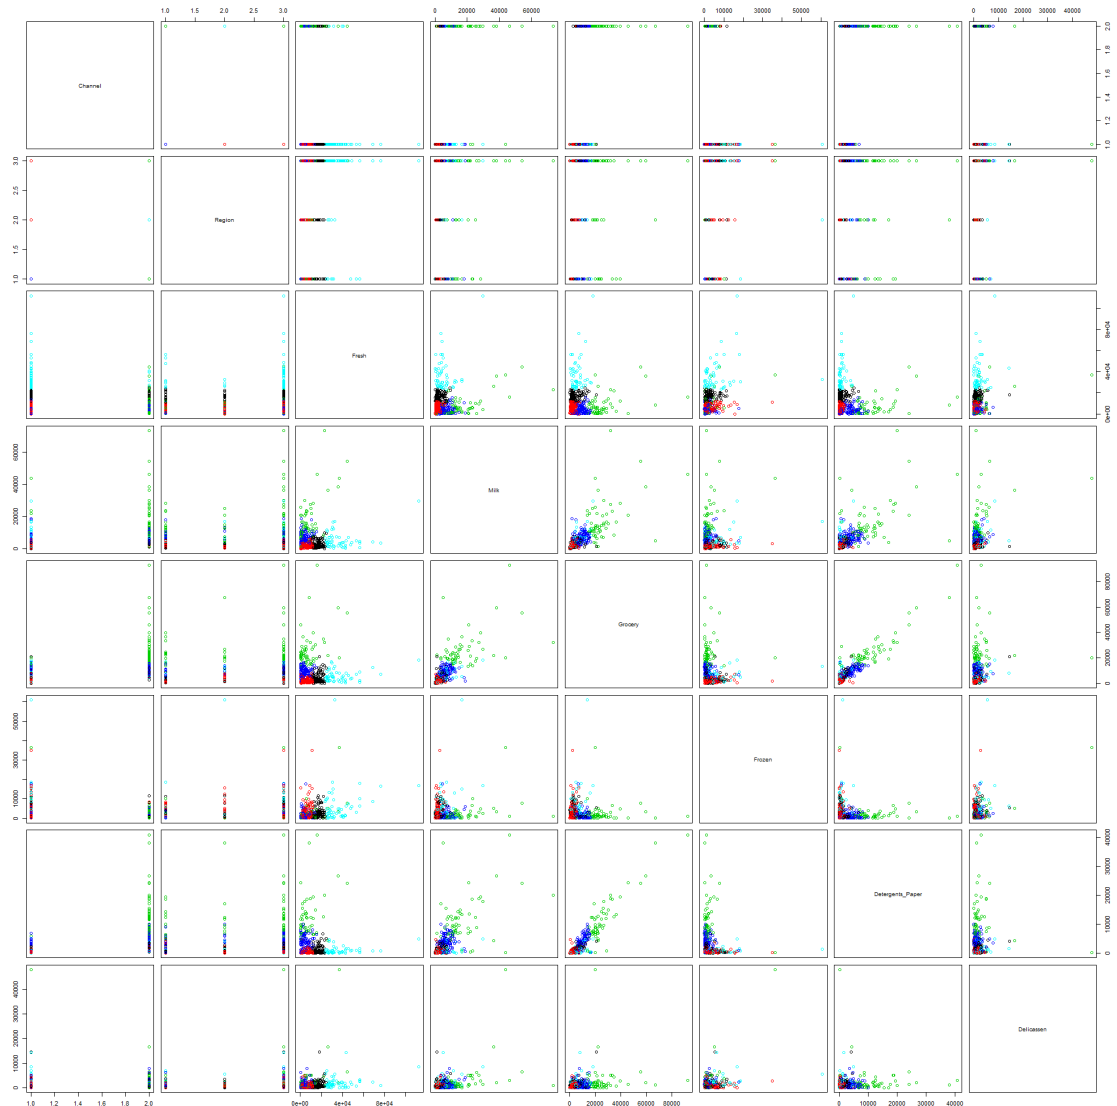 1.0 1.5 2.0 2.5 3.0 0 20000 40000 60000 0 10000 30000 50000 0 10000 20000 30000 40000
Channel
1.0 1.2 1.4 1.6 1.8 2.0
1.0 1.5 2.0 2.5 3.0
Region
Fresh
0e+00 4e+04 8e+04
0 20000 40000 60000
Milk
Grocery
0 20000 40000 60000 80000
0 10000 30000 50000
Frozen
Detergents_Paper
0 10000 20000 30000 40000
0 10000 20000 30000 40000
Delicassen
1.0 1.2 1.4 1.6 1.8 2.0 0e+00 4e+04 8e+04 0 20000 40000 60000 80000 0 10000 20000 30000 40000